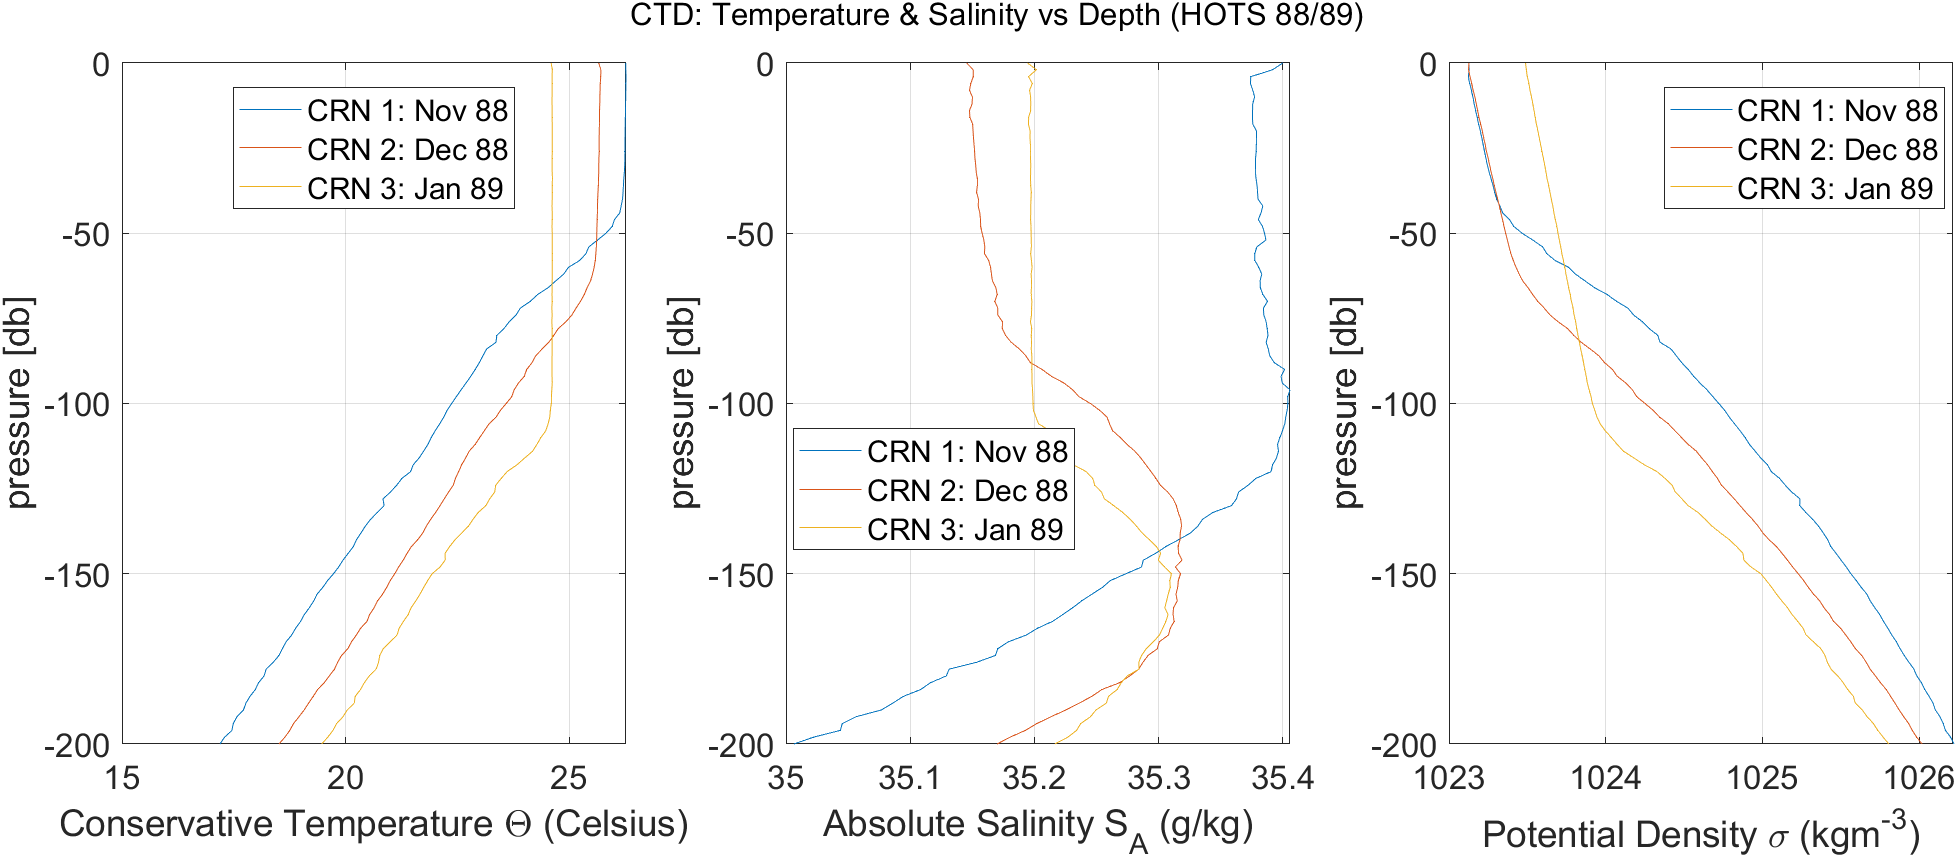 CTD: Temperature & Salinity vs Depth (HOTS 88/89)
0
-50
-100
-150
-200
15
20
25
pressure [db]
Conservative Temperature Θ (Celsius)
CRN 1: Nov 88
CRN 2: Dec 88
CRN 3: Jan 89
0
-50
-100
-150
-200
35
35.1
35.2
35.3
35.4
pressure [db]
Absolute Salinity S_A (g/kg)
CRN 1: Nov 88
CRN 2: Dec 88
CRN 3: Jan 89
0
-50
-100
-150
-200
1023
1024
1025
1026
pressure [db]
Potential Density σ (kgm⁻³)
CRN 1: Nov 88
CRN 2: Dec 88
CRN 3: Jan 89